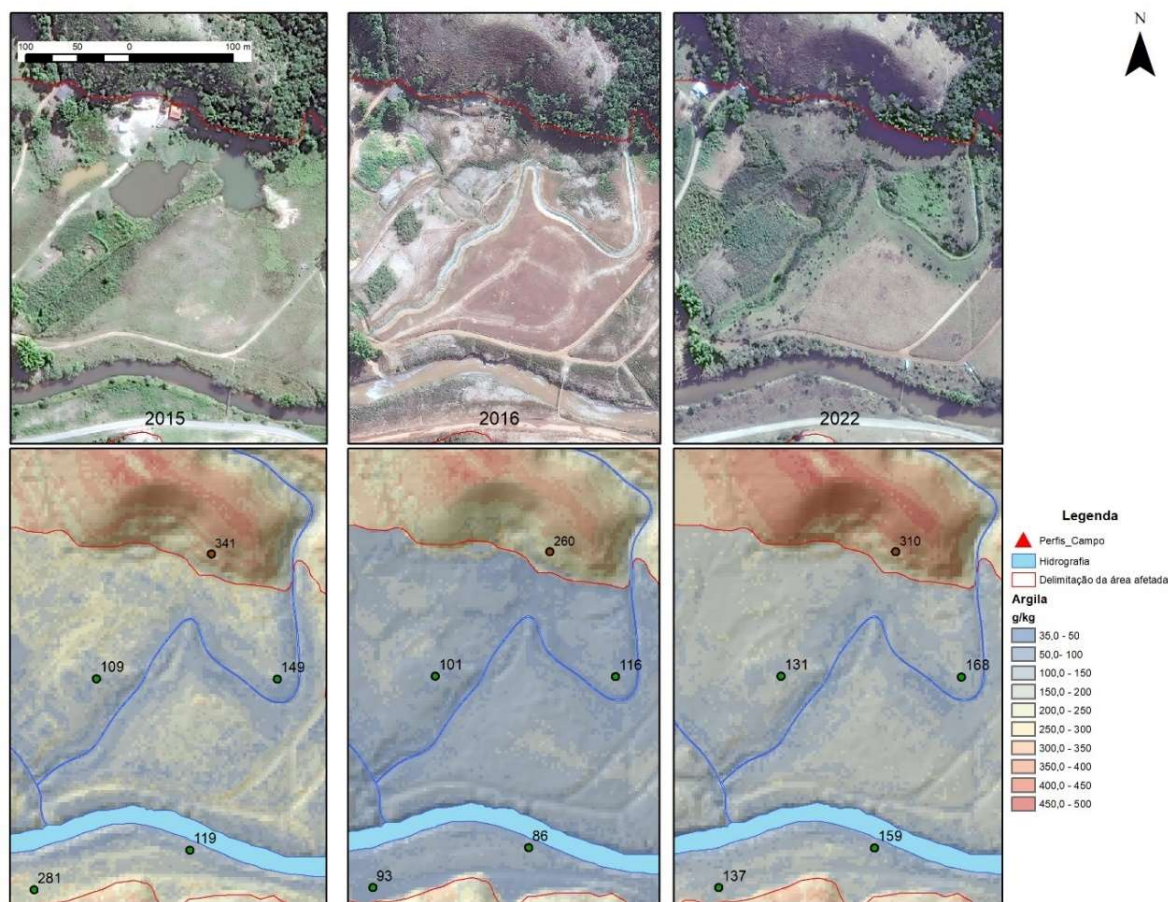 N
100 50 0 100 m
2015
2016
2022
341
109
149
119
281
260
101
116
86
93
310
131
168
159
137
Legenda
Perfis_Campo
Hidrografia
Delimitação da área afetada
Argila
g/kg
35,0 - 50
50,0- 100
100,0 - 150
150,0 - 200
200,0 - 250
250,0 - 300
300,0 - 350
350,0 - 400
400,0 - 450
450,0 - 500